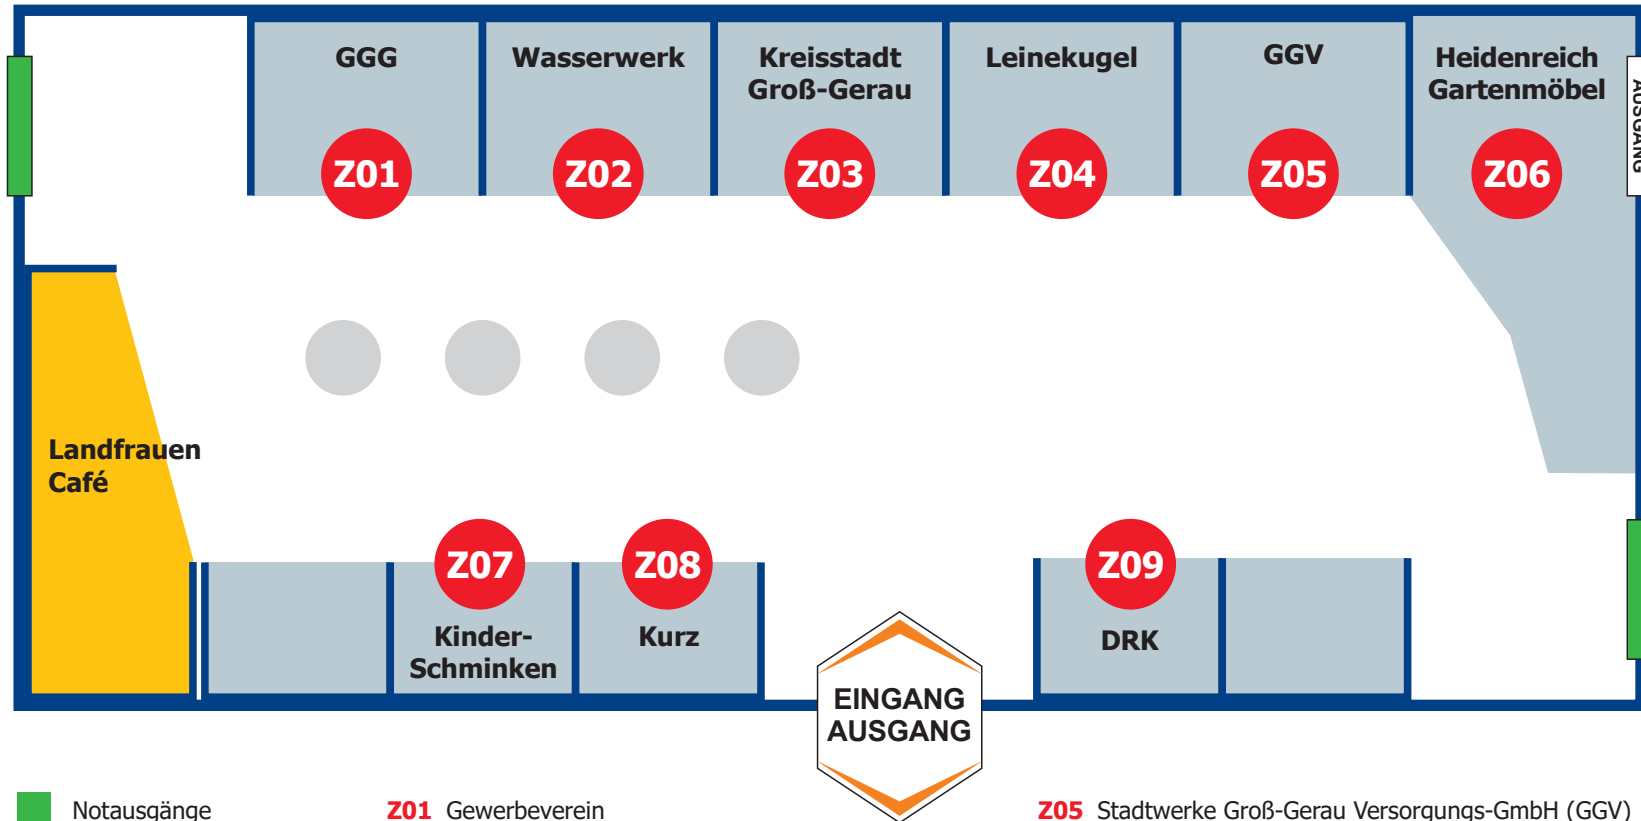 GGG
Wasserwerk
Kreisstadt
Groß-Gerau
Leinekugel
GGV
Heidenreich
Gartenmöbel
AUSGANG
Z01
Z02
Z03
Z04
Z05
Z06
Landfrauen
Café
Z07
Z08
Z09
Kinder-
Schminken
Kurz
DRK
EINGANG
AUSGANG
Notausgänge
Z01 Gewerbeverein
Z05 Stadtwerke Groß-Gerau Versorgungs-GmbH (GGV)